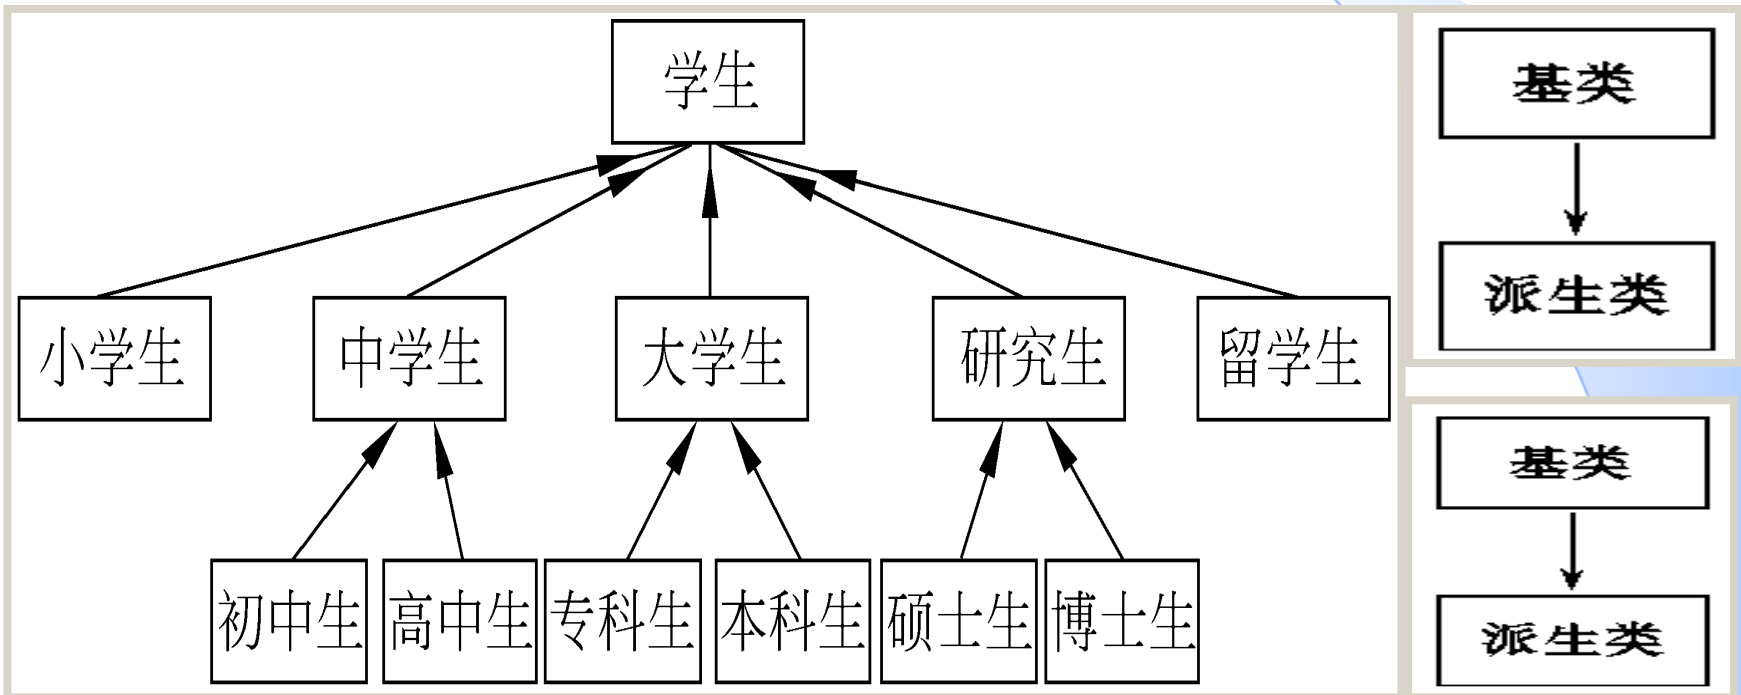 学生
小学生
中学生
大学生
研究生
留学生
初中生
高中生
专科生
本科生
硕士生
博士生
基类
派生类
基类
派生类